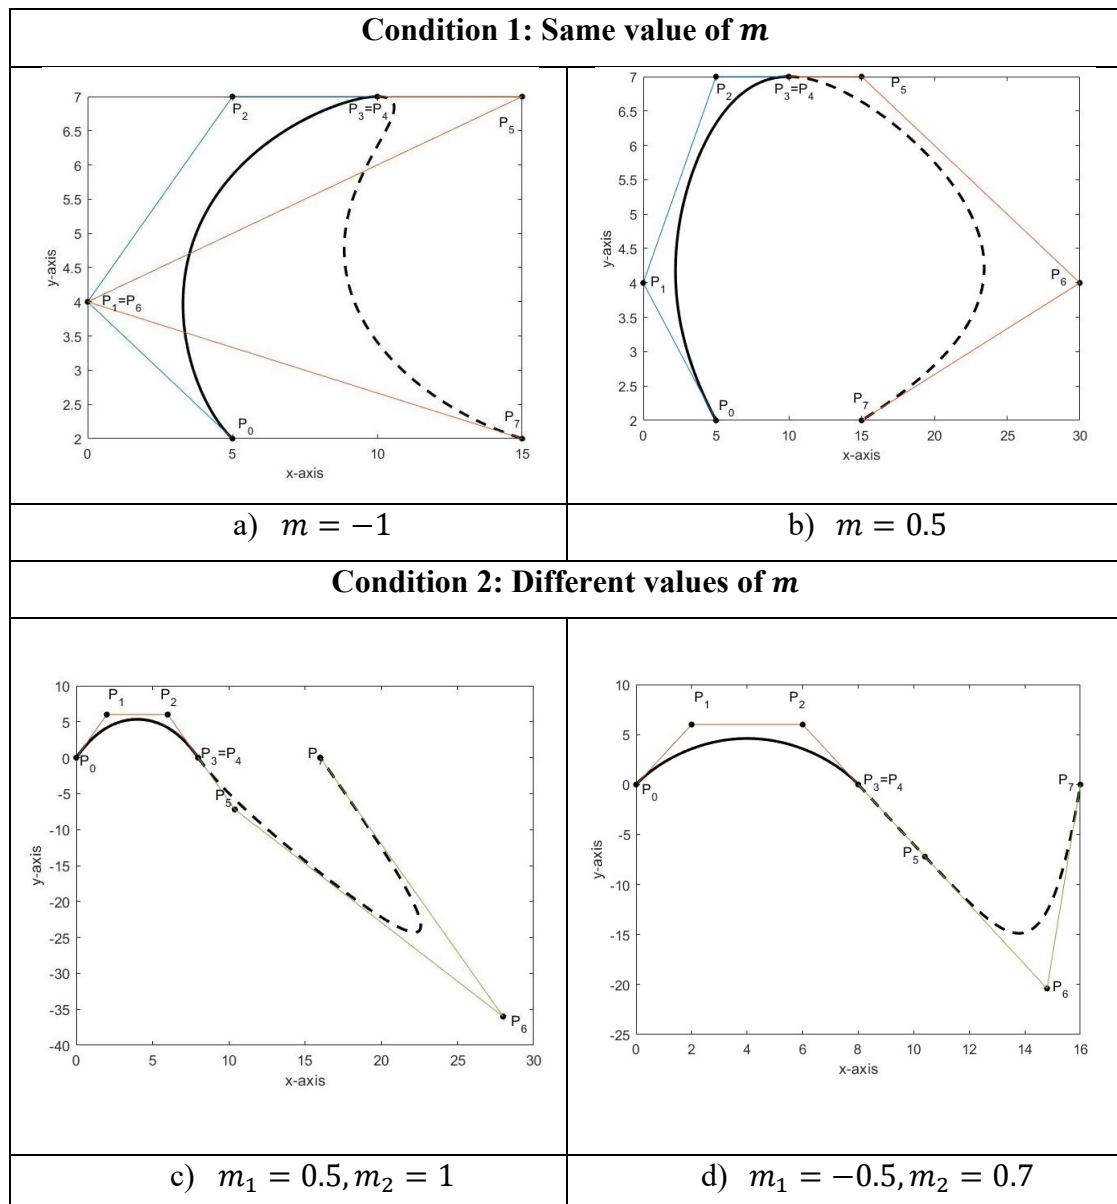 Condition 1: Same value of m
7
6.5
6
5.5
5
4.5
4
3.5
3
2.5
2
0
5
10
15
y-axis
x-axis
P2
P3=P4
P5
P1=P6
P0
P7
7
6.5
6
5.5
5
4.5
4
3.5
3
2.5
2
0
5
10
15
20
25
30
y-axis
x-axis
P2
P3=P4
P5
P1
P6
P0
P7
a) m = −1
b) m = 0.5
Condition 2: Different values of m
10
5
0
-5
-10
-15
-20
-25
-30
-35
-40
0
5
10
15
20
25
30
y-axis
x-axis
P1
P2
P0
P3=P4
P5
P6
10
5
0
-5
-10
-15
-20
-25
0
2
4
6
8
10
12
14
16
y-axis
x-axis
P1
P2
P0
P3=P4
P7
P5
P6
c) m1 = 0.5, m2 = 1
d) m1 = −0.5, m2 = 0.7